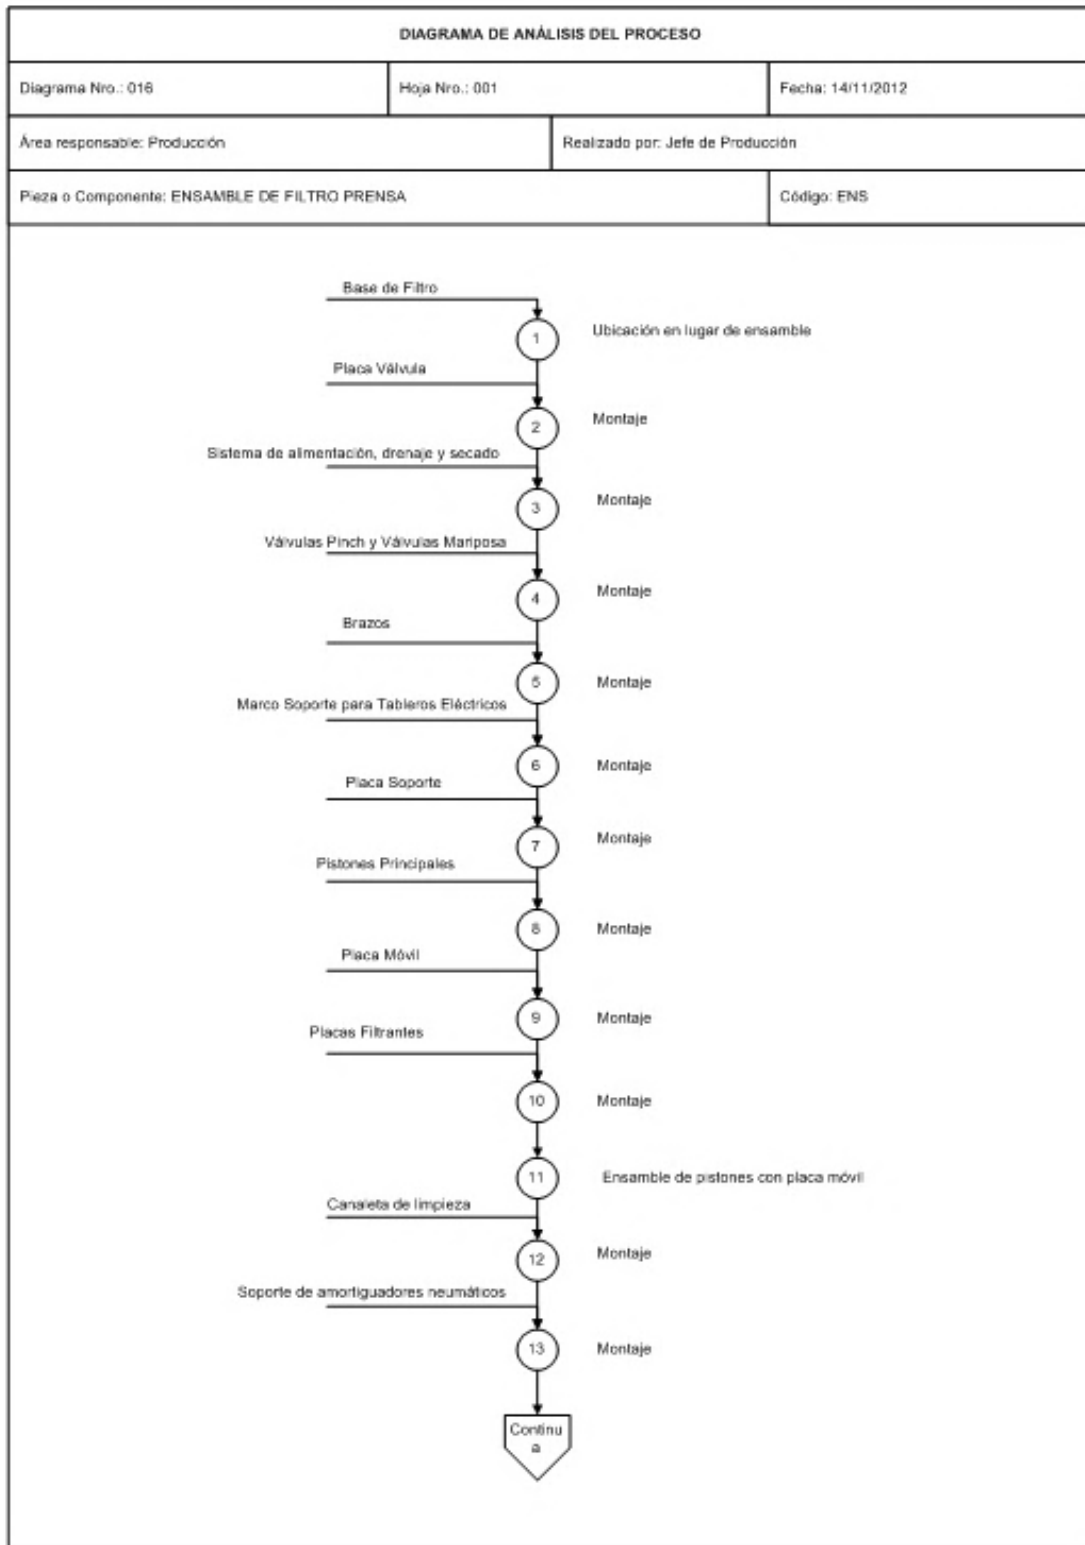 DIAGRAMA DE ANÁLISIS DEL PROCESO
Diagrama Nro.: 016
Hoja Nro.: 001
Fecha: 14/11/2012
Área responsable: Producción
Realizado por: Jefe de Producción
Pieza o Componente: ENSAMBLE DE FILTRO PRENSA
Código: ENS
Base de Filtro
1
Ubicación en lugar de ensamble
Placa Válvula
2
Montaje
Sistema de alimentación, drenaje y secado
3
Montaje
Válvulas Pinch y Válvulas Mariposa
4
Montaje
Brazos
5
Montaje
Marco Soporte para Tableros Eléctricos
6
Montaje
Placa Soporte
7
Montaje
Pistones Principales
8
Montaje
Placa Móvil
9
Montaje
Placas Filtrantes
10
Montaje
11
Ensamble de pistones con placa móvil
Canaleta de limpieza
12
Montaje
Soporte de amortiguadores neumáticos
13
Montaje
Continu
a